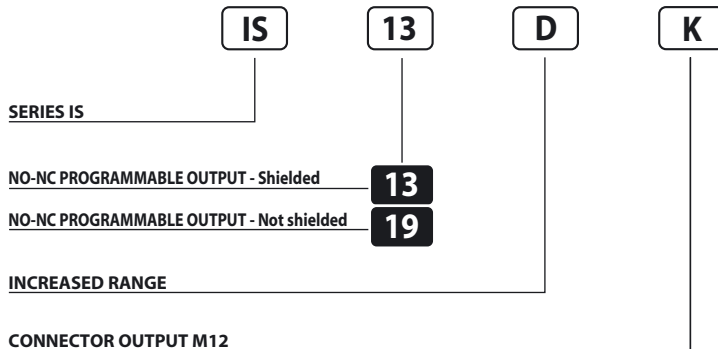 IS 13 D K
SERIES IS
NO-NC PROGRAMMABLE OUTPUT - Shielded 13
NO-NC PROGRAMMABLE OUTPUT - Not shielded 19
INCREASED RANGE
CONNECTOR OUTPUT M12